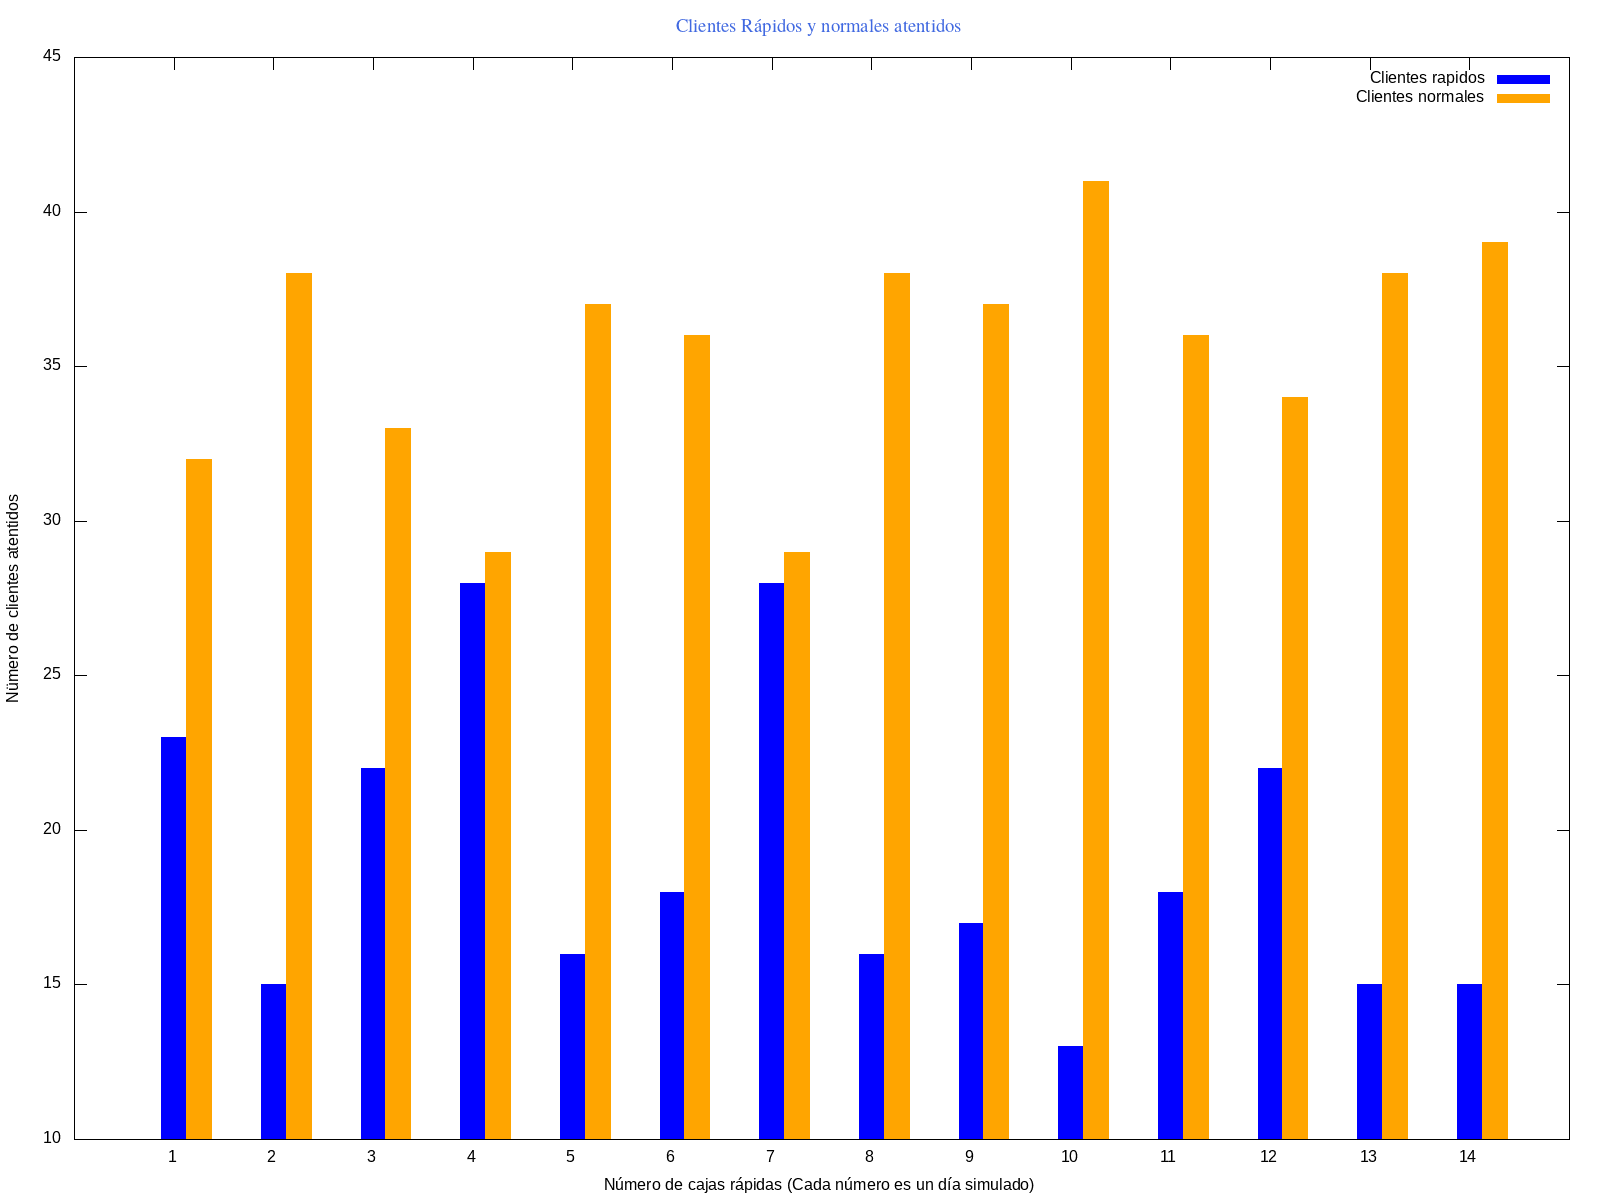 Clientes Rápidos y normales atentidos
45
40
35
30
25
20
15
10
Clientes rapidos
Clientes normales
Número de clientes atentidos
1 2 3 4 5 6 7 8 9 10 11 12 13 14
Número de cajas rápidas (Cada número es un día simulado)